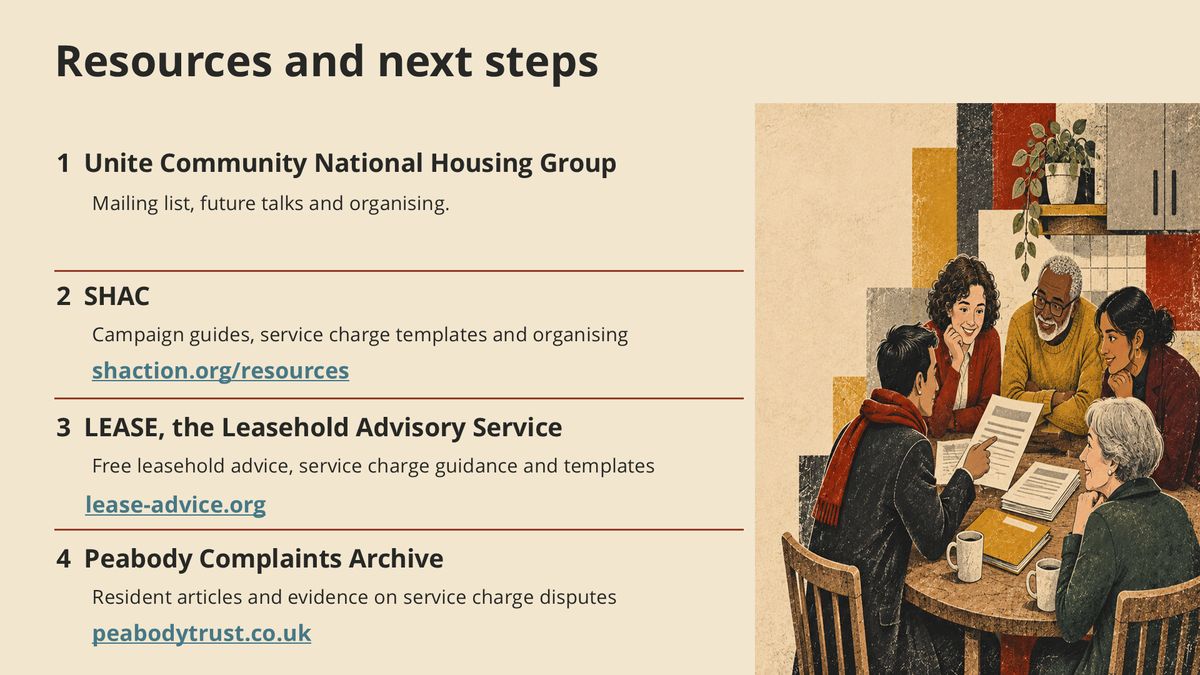 Resources and next steps
1 Unite Community National Housing Group
Mailing list, future talks and organising.
2 SHAC
Campaign guides, service charge templates and organising
shaction.org/resources
3 LEASE, the Leasehold Advisory Service
Free leasehold advice, service charge guidance and templates
lease-advice.org
4 Peabody Complaints Archive
Resident articles and evidence on service charge disputes
peabodytrust.co.uk